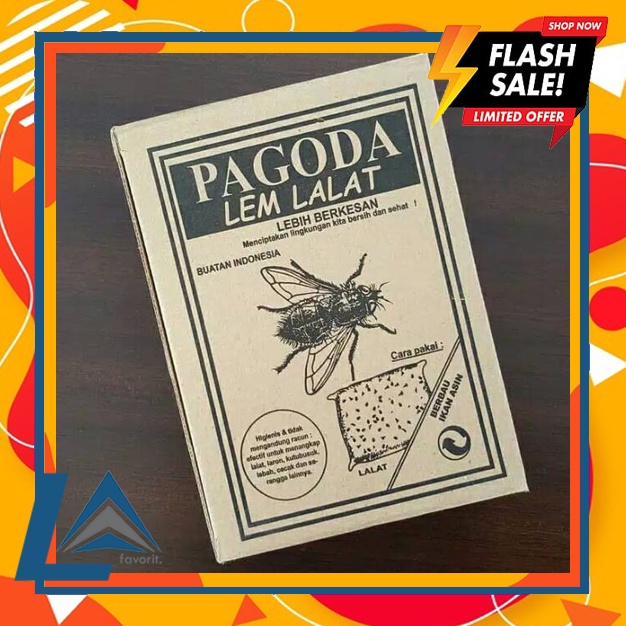 SHOP NOW
FLASH
SALE!
LIMITED OFFER
PAGODA
LEM LALAT
LEBIH BERKESAN
Menciptakan lingkungan kita bersih dan sehat !
BUATAN INDONESIA
Cara pakai :
BERBAU
IKAN ASIN
LALAT
Higienis & tidak
mengandung racun :
efektif untuk menangkap
lalat, laron, kutubusuk,
lebah, cecak dan se-
rangga lainnya.
favorit.